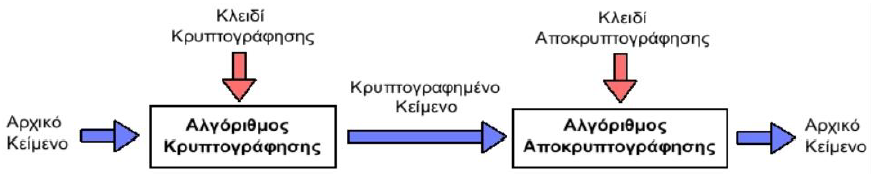 Κλειδί
Κρυπτογράφησης
Κλειδί
Αποκρυπτογράφησης
Αρχικό
Κείμενο
Αλγόριθμος
Κρυπτογράφησης
Κρυπτογραφημένο
Κείμενο
Αλγόριθμος
Αποκρυπτογράφησης
Αρχικό
Κείμενο